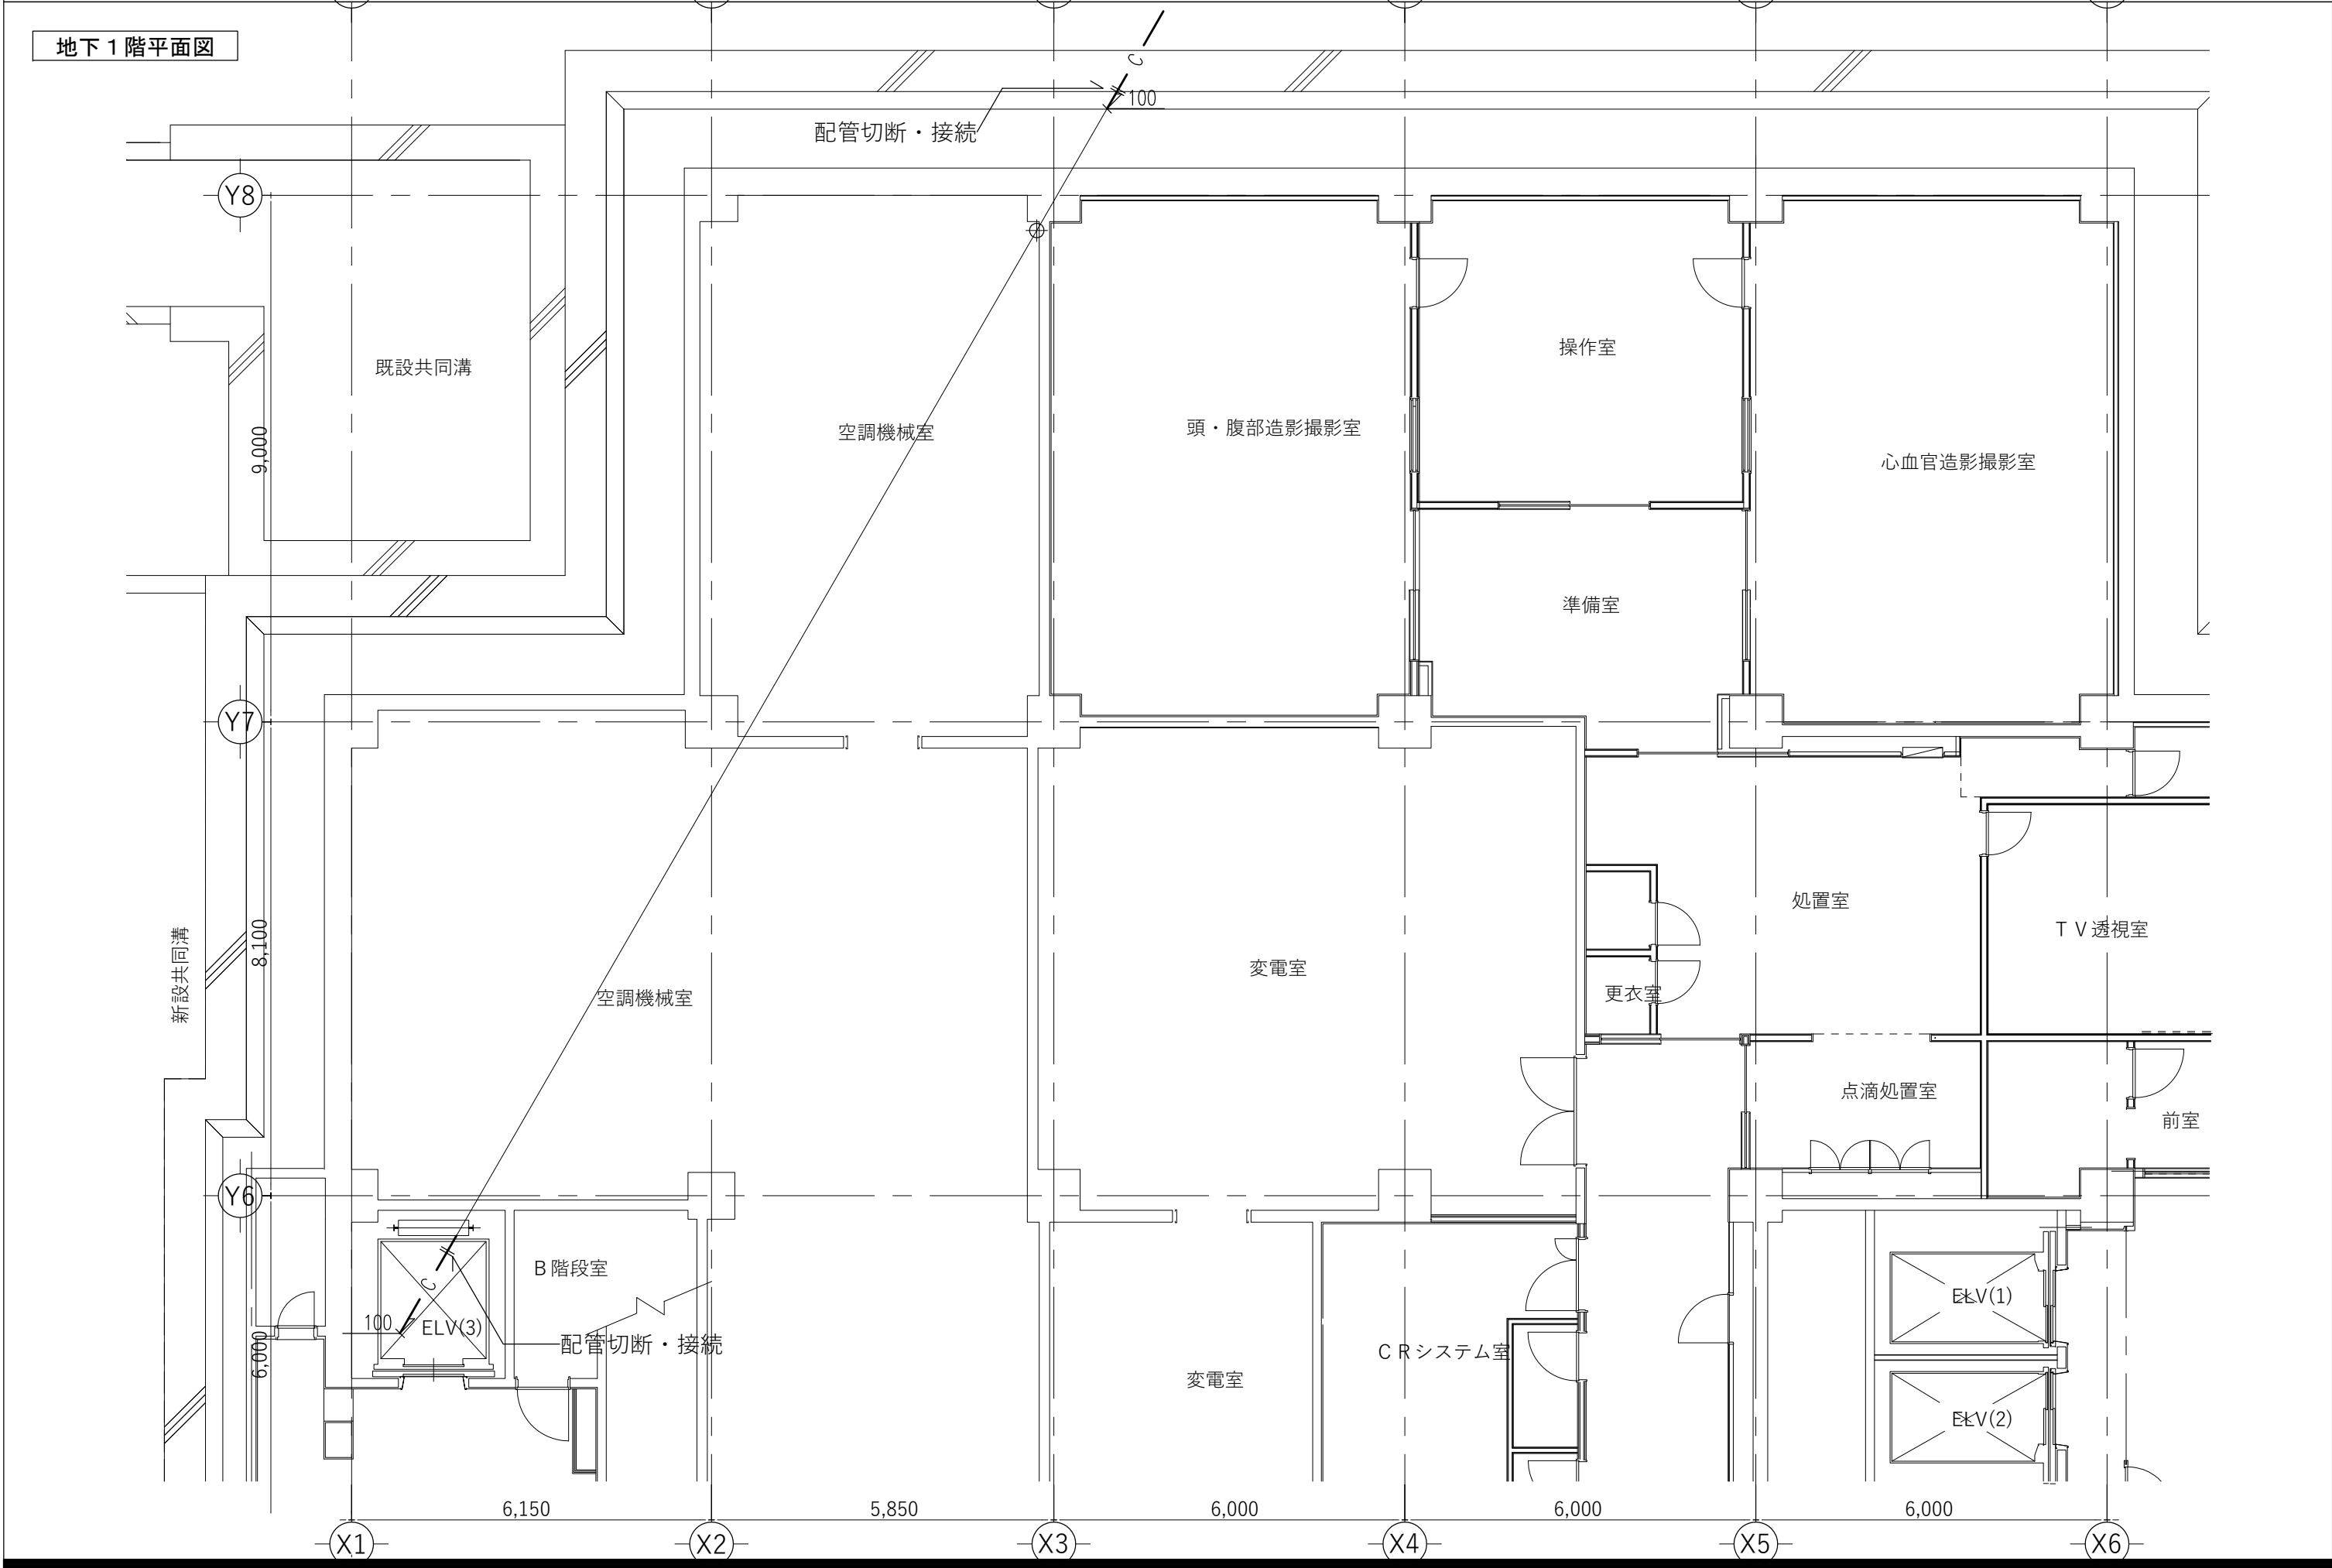 地下１階平面図
C
100
配管切断・接続
Y8
操作室
既設共同溝
空調機械室
頭・腹部造影撮影室
9,000
心血官造影撮影室
準備室
Y7
処置室
ＴＶ透視室
8,100
新設共同溝
変電室
空調機械室
更衣室
点滴処置室
前室
Y6
Ｂ階段室
C
ELV(1)
100
ELV(3)
配管切断・接続
6,000
ＣＲシステム室
変電室
ELV(2)
6,150
5,850
6,000
6,000
6,000
X1
X2
X3
X4
X5
X6